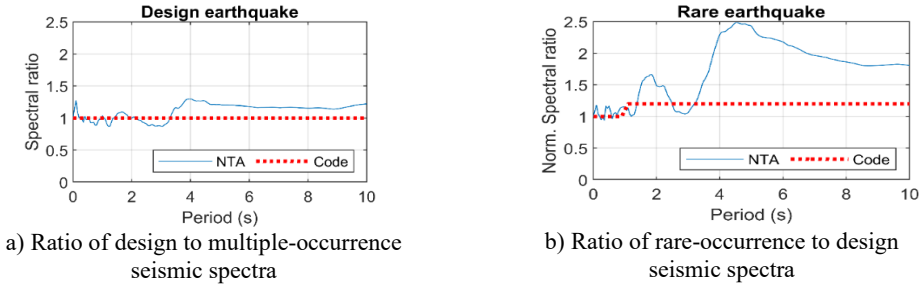 Design earthquake
2.5
2
1.5
1
0.5
0
Spectral ratio
NTA Code
0 2 4 6 8 10
Period (s)
a) Ratio of design to multiple-occurrence
seismic spectra
Rare earthquake
2.5
2
1.5
1
0.5
0
Norm. Spectral ratio
NTA Code
0 2 4 6 8 10
Period (s)
b) Ratio of rare-occurrence to design
seismic spectra